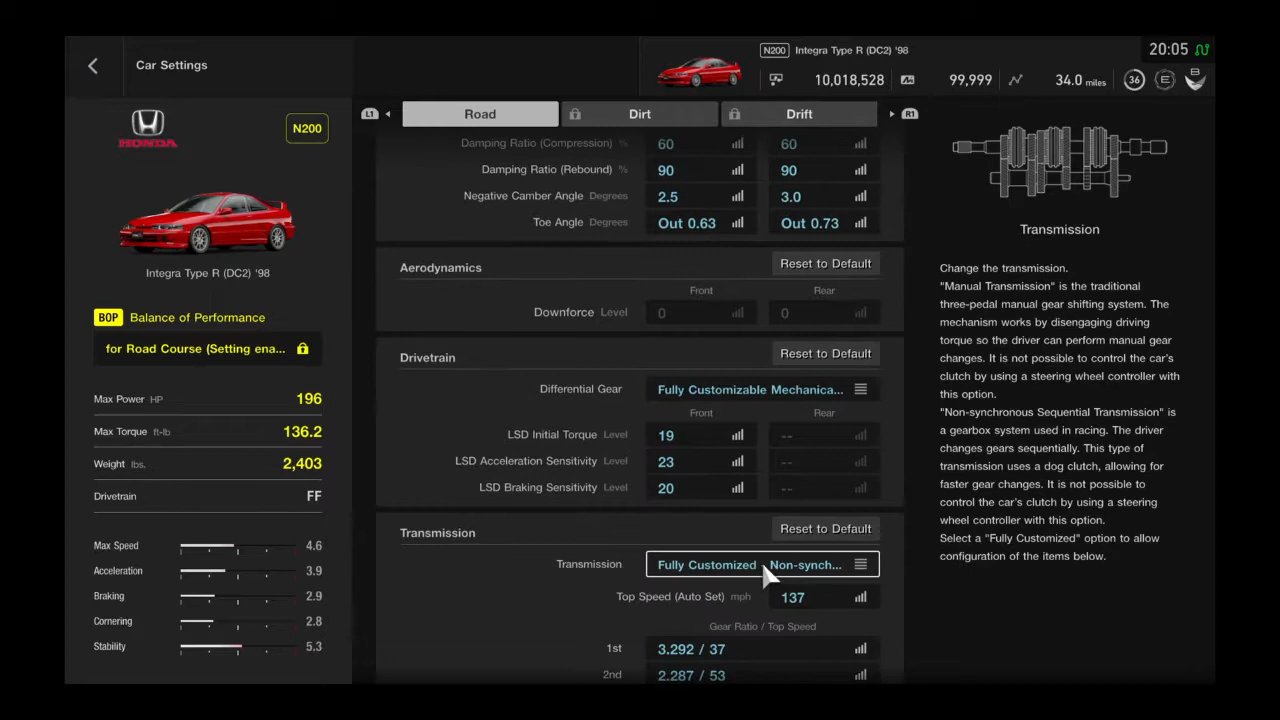 Car Settings
N200 Integra Type R (DC2) '98
20:05
10,018,528
99,999
34.0 miles
36
E
B
HONDA
N200
Integra Type R (DC2) '98
BOP Balance of Performance
for Road Course (Setting ena...
Max Power HP 196
Max Torque ft-lb 136.2
Weight lbs. 2,403
Drivetrain FF
Max Speed 4.6
Acceleration 3.9
Braking 2.9
Cornering 2.8
Stability 5.3
L1 Road Dirt Drift R1
Damping Ratio (Compression) % 60 60
Damping Ratio (Rebound) % 90 90
Negative Camber Angle Degrees 2.5 3.0
Toe Angle Degrees Out 0.63 Out 0.73
Aerodynamics Reset to Default
Front Rear
Downforce Level 0 0
Drivetrain Reset to Default
Differential Gear Fully Customizable Mechanica...
Front Rear
LSD Initial Torque Level 19 --
LSD Acceleration Sensitivity Level 23 --
LSD Braking Sensitivity Level 20 --
Transmission Reset to Default
Transmission Fully Customized - Non-synch...
Top Speed (Auto Set) mph 137
Gear Ratio / Top Speed
1st 3.292 / 37
2nd 2.287 / 53
Transmission
Change the transmission.
"Manual Transmission" is the traditional
three-pedal manual gear shifting system. The
mechanism works by disengaging driving
torque so the driver can perform manual gear
changes. It is not possible to control the car's
clutch by using a steering wheel controller with
this option.
"Non-synchronous Sequential Transmission" is
a gearbox system used in racing. The driver
changes gears sequentially. This type of
transmission uses a dog clutch, allowing for
faster gear changes. It is not possible to
control the car's clutch by using a steering
wheel controller with this option.
Select a "Fully Customized" option to allow
configuration of the items below.